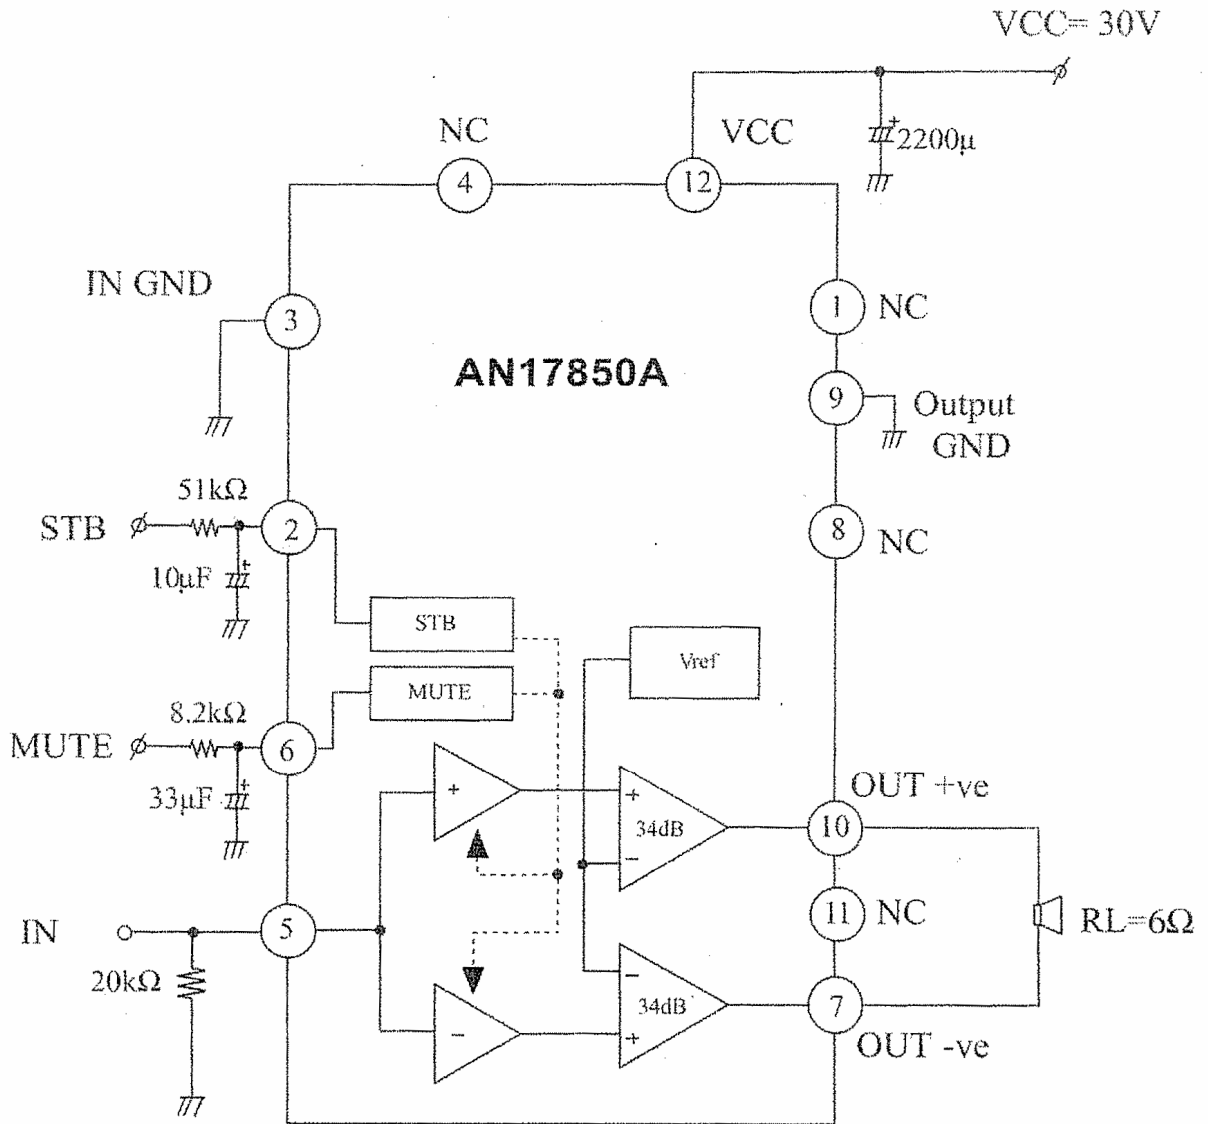 VCC= 30V
NC
VCC
2200μ
4
12
IN GND
3
1
NC
AN17850A
9
Output
GND
51kΩ
STB
2
8
NC
10μF
STB
Vref
MUTE
8.2kΩ
MUTE
6
33μF
+
+
34dB
−
OUT +ve
10
IN
5
11
NC
RL=6Ω
20kΩ
−
34dB
+
−
7
OUT -ve